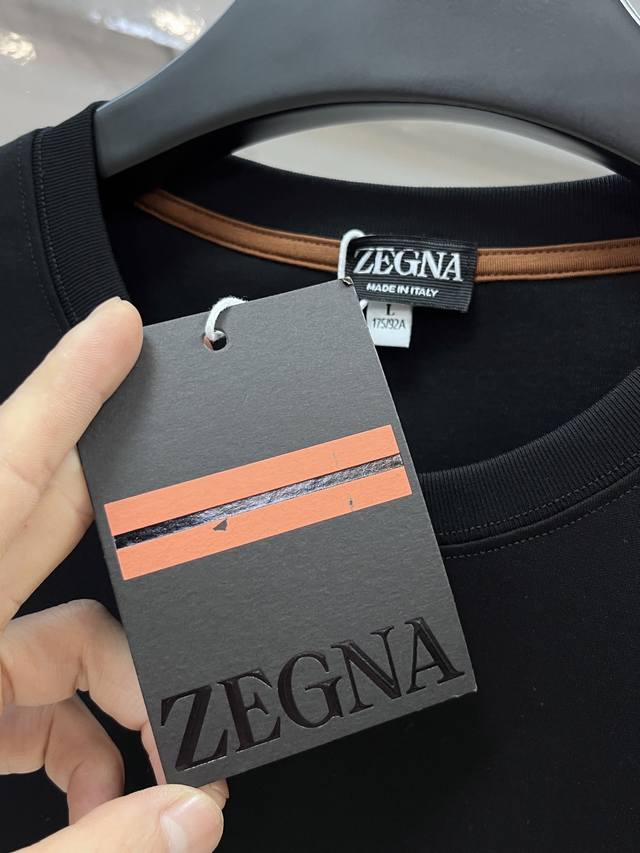 ZEGNA
MADE IN ITALY
L
175/92A
ZEGNA